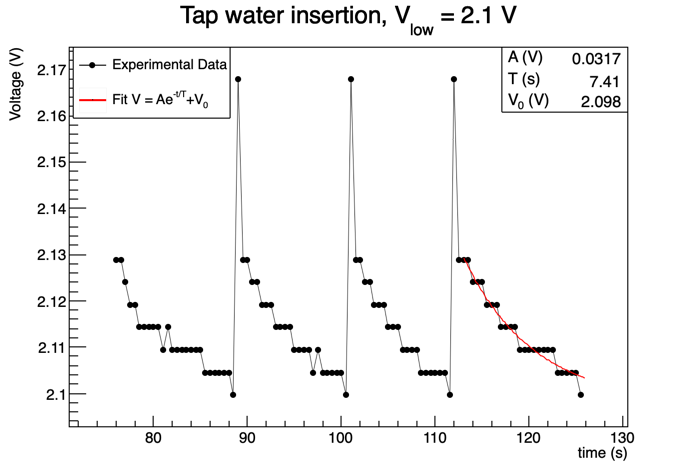 Tap water insertion, V_low = 2.1 V
Voltage (V)
Experimental Data
Fit V = Ae^-t/T+V_0
A (V) 0.0317
T (s) 7.41
V_0 (V) 2.098
2.17
2.16
2.15
2.14
2.13
2.12
2.11
2.1
80 90 100 110 120 130
time (s)